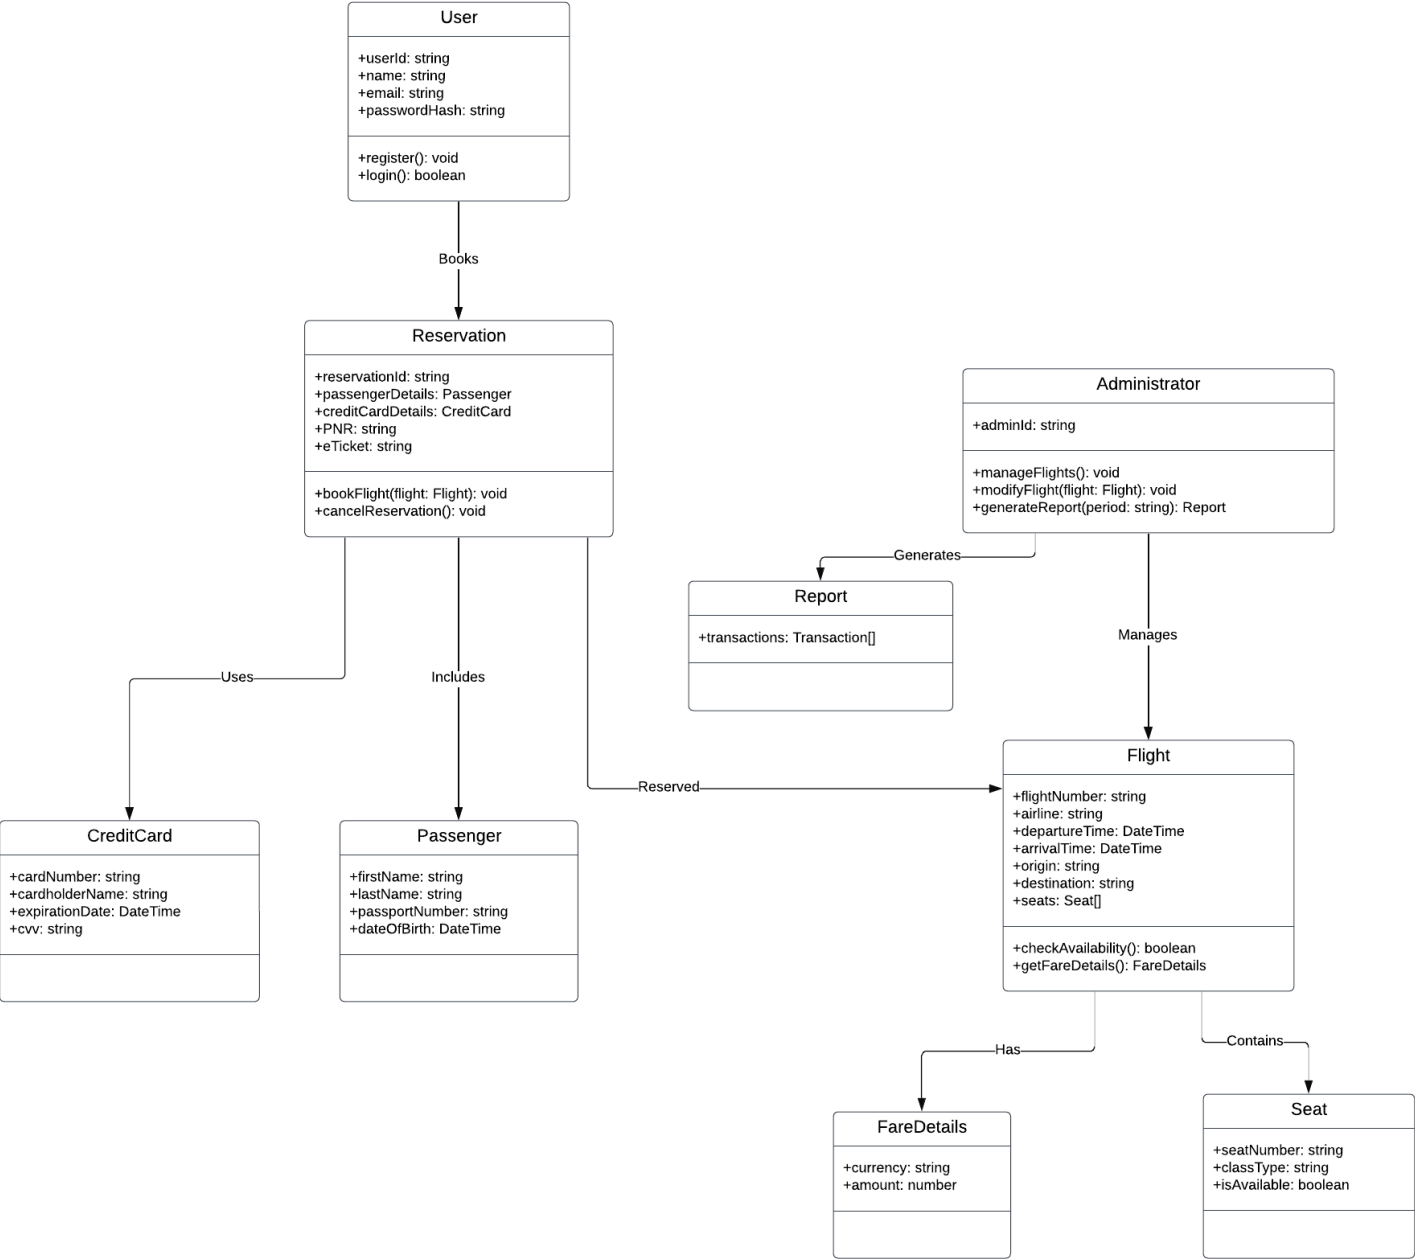 User
+userId: string
+name: string
+email: string
+passwordHash: string
+register(): void
+login(): boolean
Books
Reservation
+reservationId: string
+passengerDetails: Passenger
+creditCardDetails: CreditCard
+PNR: string
+eTicket: string
+bookFlight(flight: Flight): void
+cancelReservation(): void
Administrator
+adminId: string
+manageFlights(): void
+modifyFlight(flight: Flight): void
+generateReport(period: string): Report
Generates
Report
+transactions: Transaction[]
Manages
Uses
Includes
Reserved
CreditCard
+cardNumber: string
+cardholderName: string
+expirationDate: DateTime
+cvv: string
Passenger
+firstName: string
+lastName: string
+passportNumber: string
+dateOfBirth: DateTime
Flight
+flightNumber: string
+airline: string
+departureTime: DateTime
+arrivalTime: DateTime
+origin: string
+destination: string
+seats: Seat[]
+checkAvailability(): boolean
+getFareDetails(): FareDetails
Has
Contains
FareDetails
+currency: string
+amount: number
Seat
+seatNumber: string
+classType: string
+isAvailable: boolean